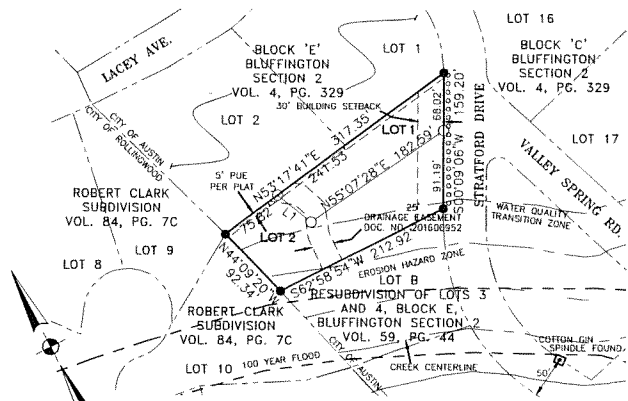 LOT 16
LACEY AVE.
BLOCK 'E'
BLUFFINGTON
SECTION 2
VOL. 4, PG. 329
LOT 1
BLOCK 'C'
BLUFFINGTON
SECTION 2
VOL. 4, PG. 329
30' BUILDING SETBACK
LOT 2
LOT 1
LOT 17
CITY OF AUSTIN
CITY OF ROLLINGWOOD
5' PUE
PER PLAT
N53°17'41"E 317.35'
241.53
75.82
N55°07'28"E 182.59'
68.02'
91.19'
S00°09'06"W 159.20'
STRATFORD DRIVE
VALLEY SPRING RD.
ROBERT CLARK
SUBDIVISION
VOL. 84, PG. 7C
LOT 9
LOT 8
L1
LOT 2
25'
DRAINAGE EASEMENT
DOC. NO. 201600952
WATER QUALITY
TRANSITION ZONE
N44°09'20"W
92.34'
S62°58'54"W 212.92
EROSION HAZARD ZONE
LOT B
RESUBDIVISION OF LOTS 3
AND 4, BLOCK E,
BLUFFINGTON SECTION 2
VOL. 59, PG. 44
ROBERT CLARK
SUBDIVISION
VOL. 84, PG. 7C
LOT 10
100 YEAR FLOOD
CITY OF AUSTIN
CREEK CENTERLINE
COTTON GIN
SPINDLE FOUND
50'